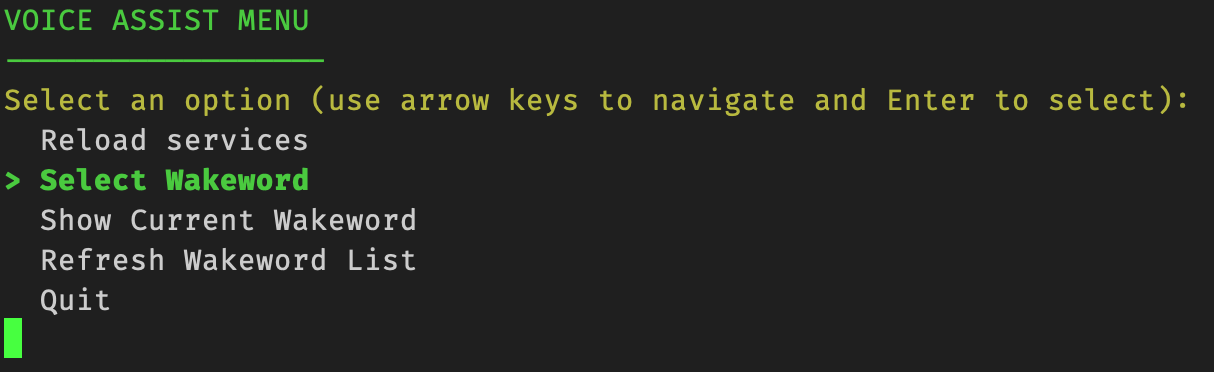 VOICE ASSIST MENU
──────────────────
Select an option (use arrow keys to navigate and Enter to select):
Reload services
> Select Wakeword
Show Current Wakeword
Refresh Wakeword List
Quit